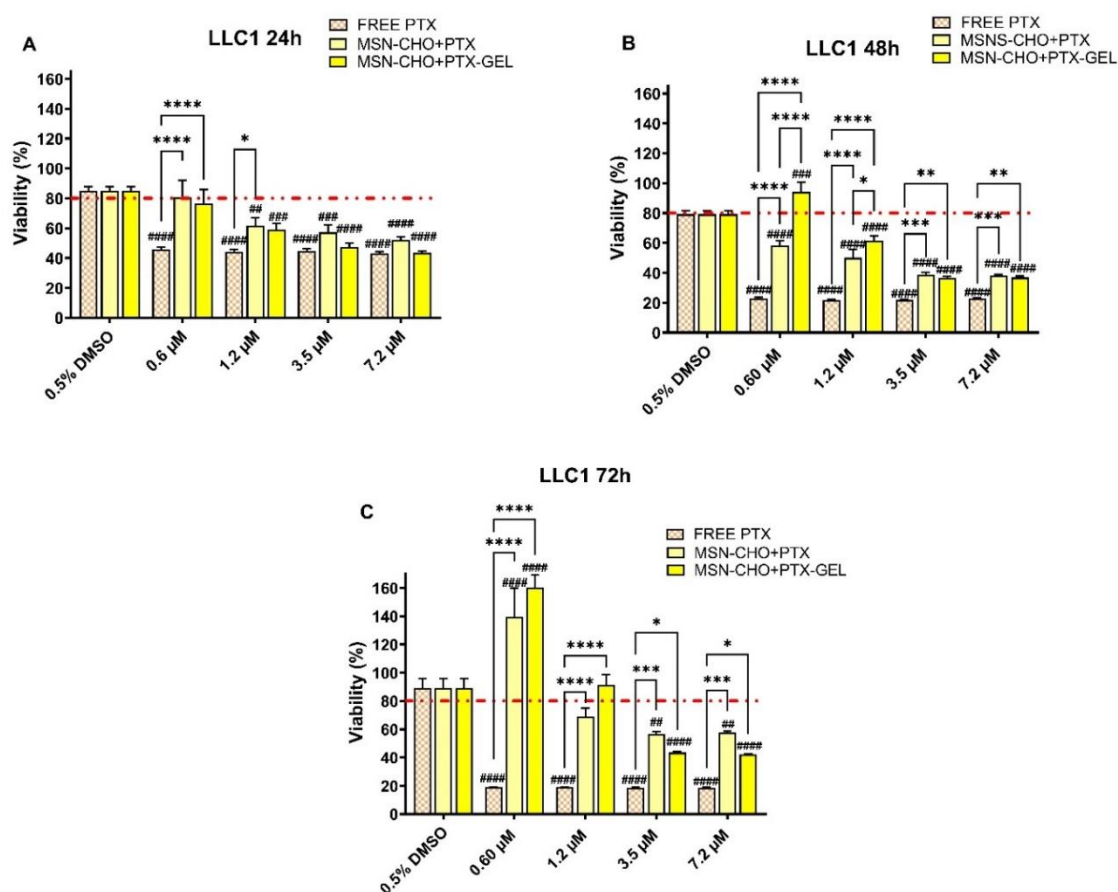 A
LLC1 24h
FREE PTX
MSN-CHO+PTX
MSN-CHO+PTX-GEL
Viability (%)
160
140
120
100
80
60
40
20
0
**** 
****
*
####
####
##
###
####
###
####
####
####
0.5% DMSO
0.6 µM
1.2 µM
3.5 µM
7.2 µM
B
LLC1 48h
FREE PTX
MSNS-CHO+PTX
MSN-CHO+PTX-GEL
Viability (%)
160
140
120
100
80
60
40
20
0
****
****
****
****
****
*
**
***
**
***
####
####
###
####
####
####
####
####
####
####
####
####
0.5% DMSO
0.60 µM
1.2 µM
3.5 µM
7.2 µM
LLC1 72h
C
FREE PTX
MSN-CHO+PTX
MSN-CHO+PTX-GEL
Viability (%)
160
140
120
100
80
60
40
20
0
****
****
****
****
*
***
*
***
####
####
####
####
####
##
####
####
##
####
0.5% DMSO
0.60 µM
1.2 µM
3.5 µM
7.2 µM